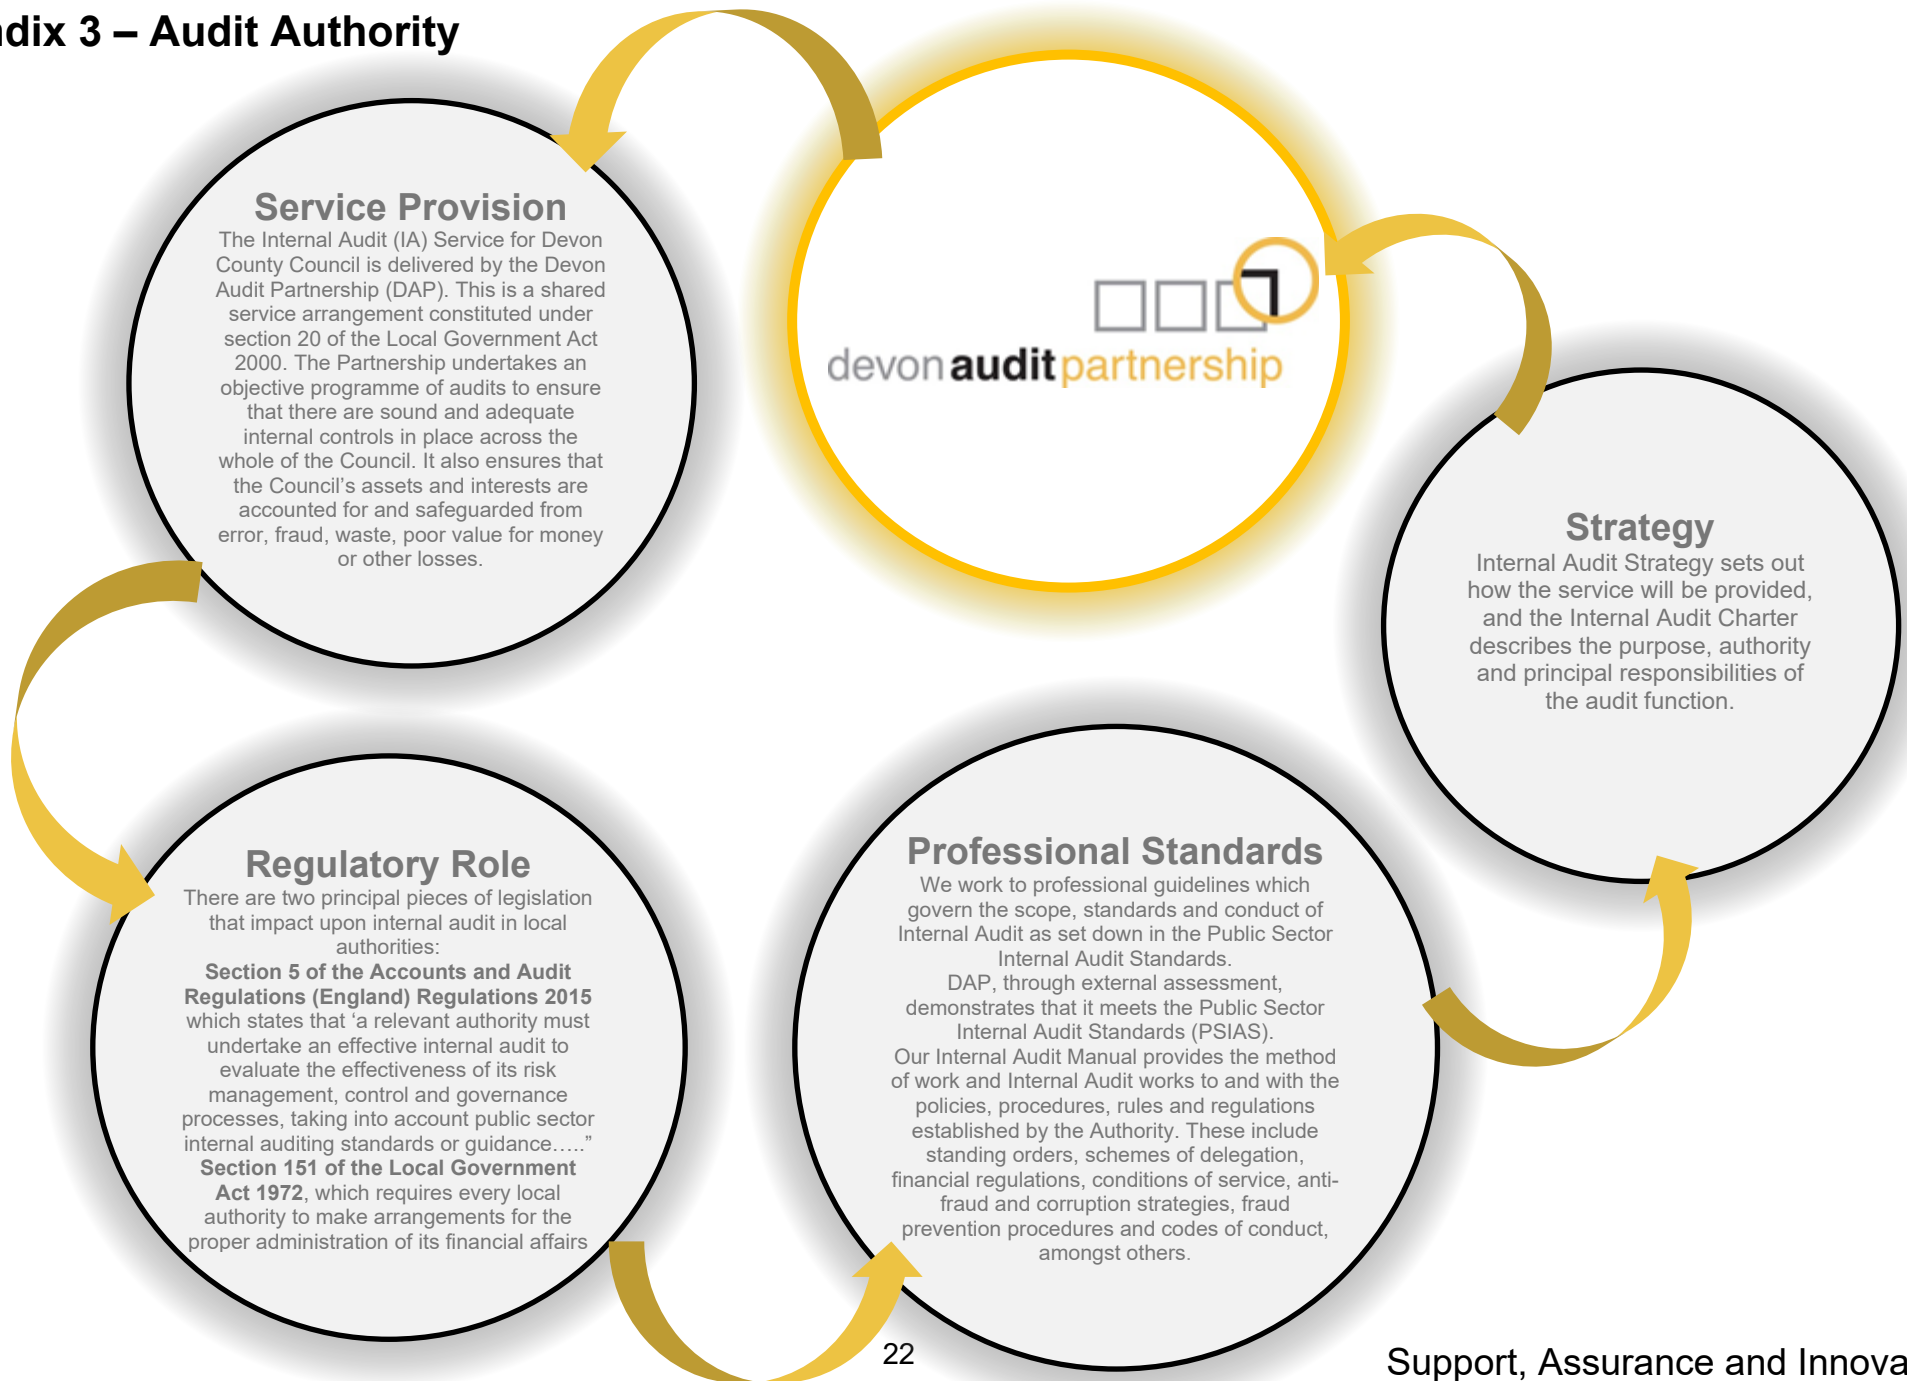 ndix 3 – Audit Authority
Service Provision
The Internal Audit (IA) Service for Devon
County Council is delivered by the Devon
Audit Partnership (DAP). This is a shared
service arrangement constituted under
section 20 of the Local Government Act
2000. The Partnership undertakes an
objective programme of audits to ensure
that there are sound and adequate
internal controls in place across the
whole of the Council. It also ensures that
the Council’s assets and interests are
accounted for and safeguarded from
error, fraud, waste, poor value for money
or other losses.
devonauditpartnership
Strategy
Internal Audit Strategy sets out
how the service will be provided,
and the Internal Audit Charter
describes the purpose, authority
and principal responsibilities of
the audit function.
Regulatory Role
There are two principal pieces of legislation
that impact upon internal audit in local
authorities:
Section 5 of the Accounts and Audit
Regulations (England) Regulations 2015
which states that ‘a relevant authority must
undertake an effective internal audit to
evaluate the effectiveness of its risk
management, control and governance
processes, taking into account public sector
internal auditing standards or guidance…..”
Section 151 of the Local Government
Act 1972, which requires every local
authority to make arrangements for the
proper administration of its financial affairs
Professional Standards
We work to professional guidelines which
govern the scope, standards and conduct of
Internal Audit as set down in the Public Sector
Internal Audit Standards.
DAP, through external assessment,
demonstrates that it meets the Public Sector
Internal Audit Standards (PSIAS).
Our Internal Audit Manual provides the method
of work and Internal Audit works to and with the
policies, procedures, rules and regulations
established by the Authority. These include
standing orders, schemes of delegation,
financial regulations, conditions of service, anti-
fraud and corruption strategies, fraud
prevention procedures and codes of conduct,
amongst others.
22
Support, Assurance and Innova